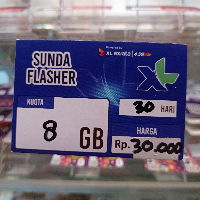 SUNDA
FLASHER
XL
KUOTA
8 GB
30 HARI
HARGA
Rp. 30.000